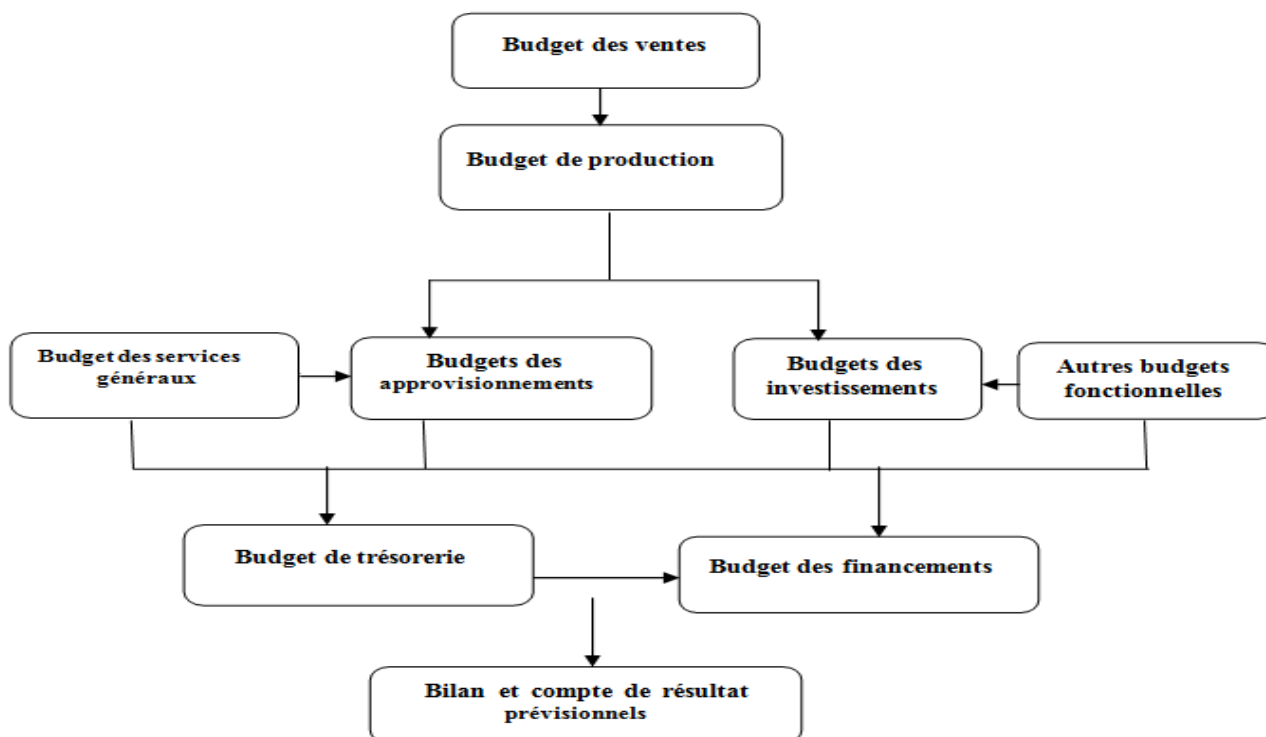 Budget des ventes
Budget de production
Budget des services
généraux
Budgets des
approvisionnements
Budgets des
investissements
Autres budgets
fonctionnelles
Budget de trésorerie
Budget des financements
Bilan et compte de résultat
prévisionnels